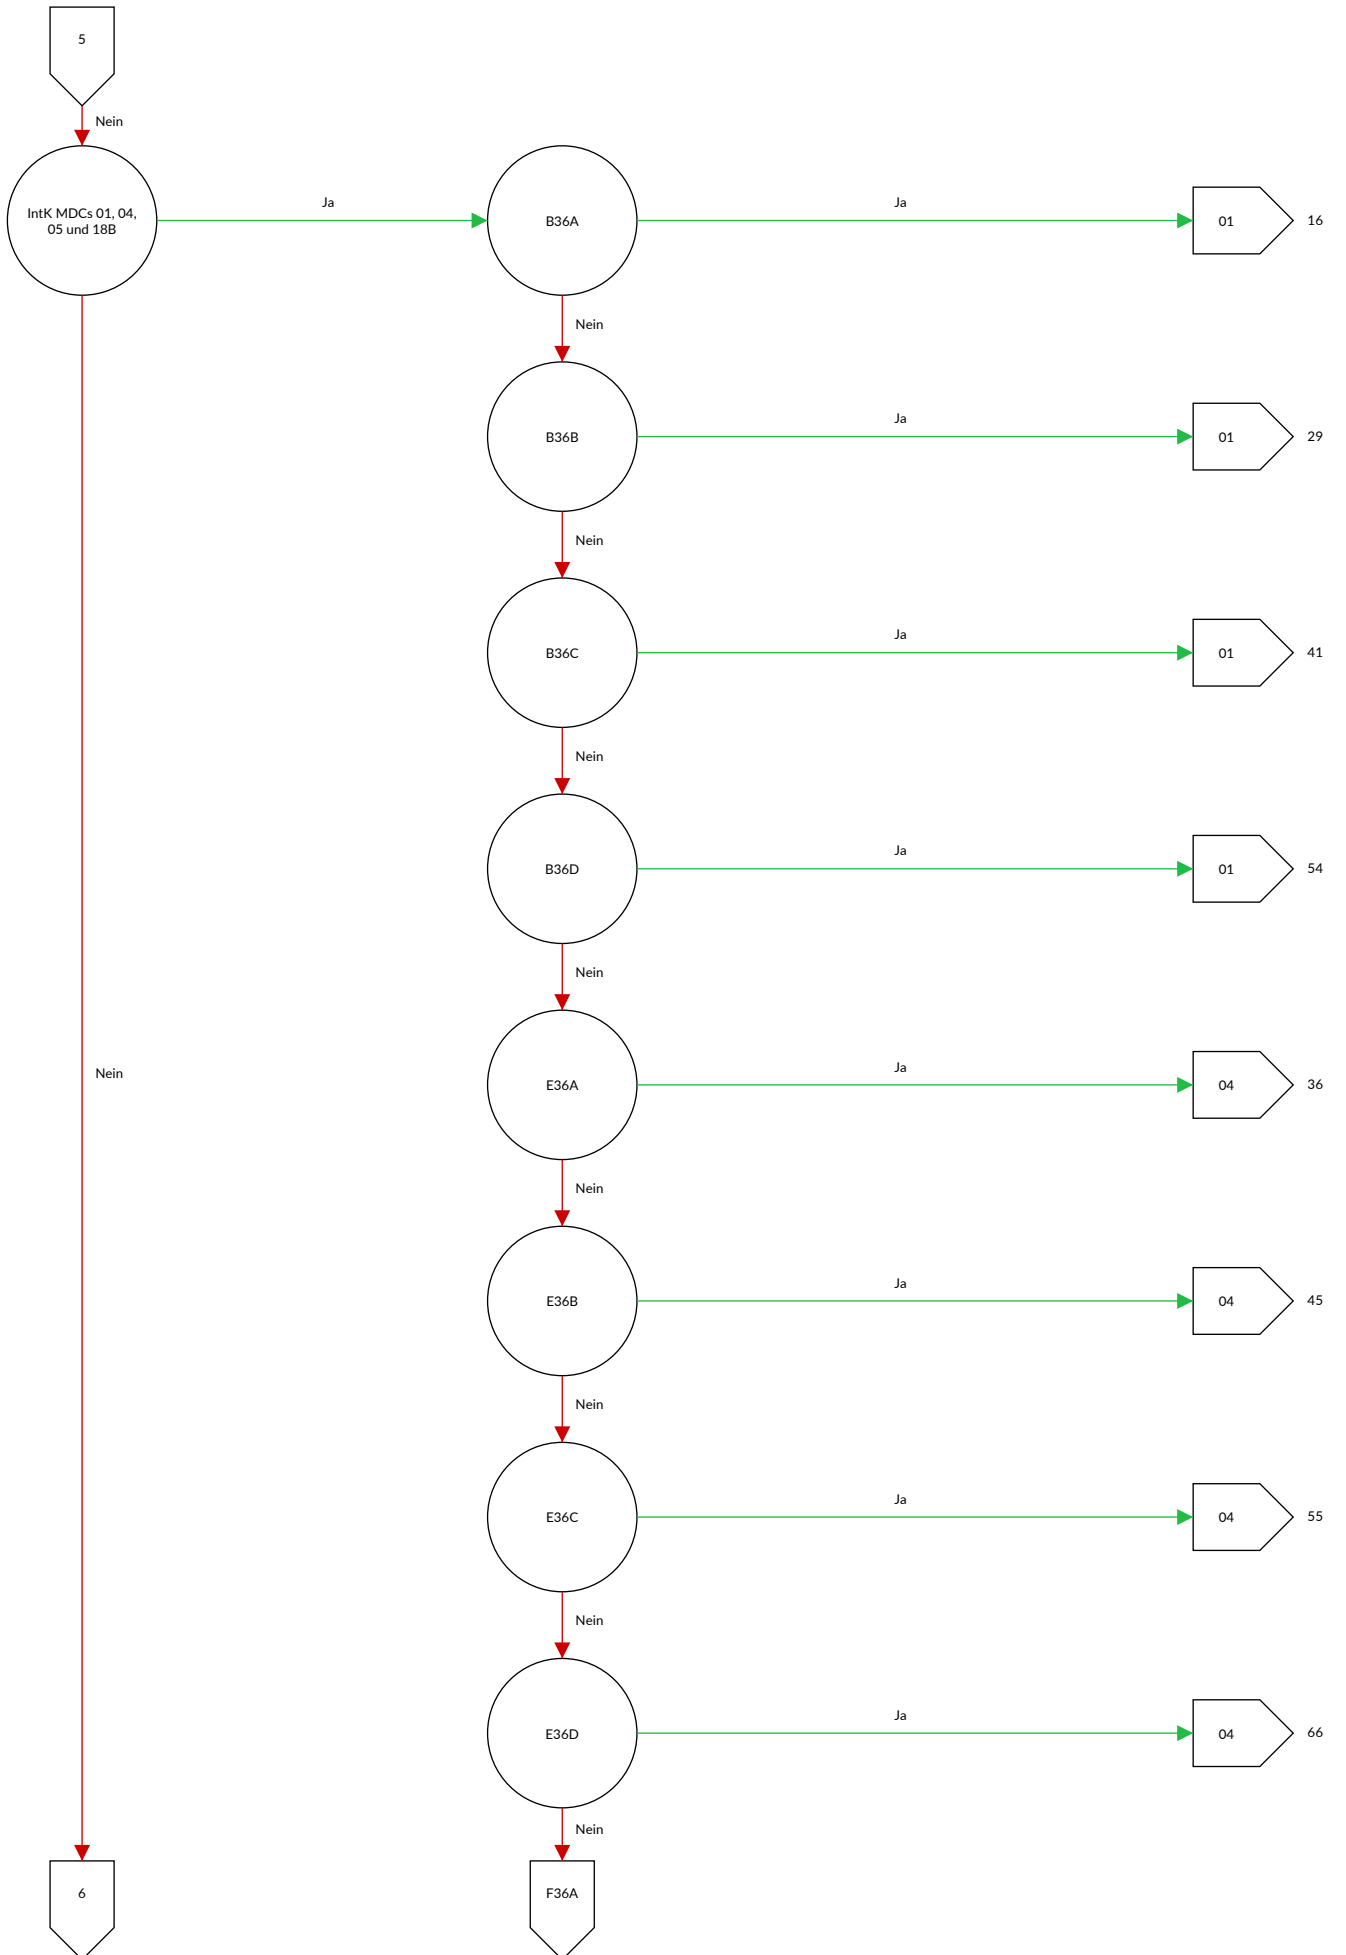 5
Nein
IntK MDCs 01, 04,
05 und 18B
Ja
B36A
Ja
01
16
Nein
B36B
Ja
01
29
Nein
B36C
Ja
01
41
Nein
B36D
Ja
01
54
Nein
E36A
Ja
04
36
Nein
Nein
E36B
Ja
04
45
Nein
E36C
Ja
04
55
Nein
E36D
Ja
04
66
Nein
6
F36A